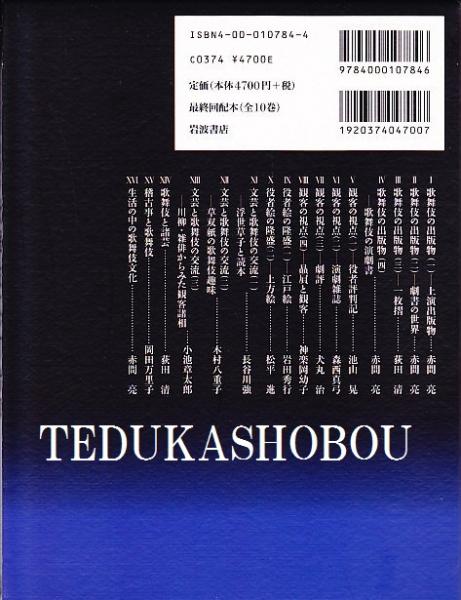 ISBN4-00-010784-4
C0374 ¥4700E
定価(本体4700円+税)
最終回配本(全10巻)
岩波書店
9784000107846
1920374047007
I 歌舞伎の出版物(一)—上演出版物 赤間 亮
II 歌舞伎の出版物(二)—劇書の世界 赤間 亮
III 歌舞伎の出版物(三)—一枚摺 荻田 清
IV 歌舞伎の出版物(四)
—歌舞伎の演劇書 赤間 亮
V 観客の視点(一)—役者評判記 池山 晃
VI 観客の視点(二)—演劇雑誌 森西真弓
VII 観客の視点(三)—劇評 犬丸 治
VIII 観客の視点(四)—贔屓と観客 神楽岡幼子
IX 役者絵の隆盛(一)—江戸絵 岩田秀行
X 役者絵の隆盛(二)—上方絵 松平 進
XI 文芸と歌舞伎の交流(一)
—浮世草子と読本 長谷川強
XII 文芸と歌舞伎の交流(二)
—草双紙の歌舞伎趣味 木村八重子
XIII 文芸と歌舞伎の交流(三)
—川柳・雑俳からみた観客諸相 小池章太郎
XIV 歌舞伎と諸芸 荻田 清
XV 稽古事と歌舞伎 岡田万里子
XVI 生活の中の歌舞伎文化 赤間 亮
TEDUKASHOBOU